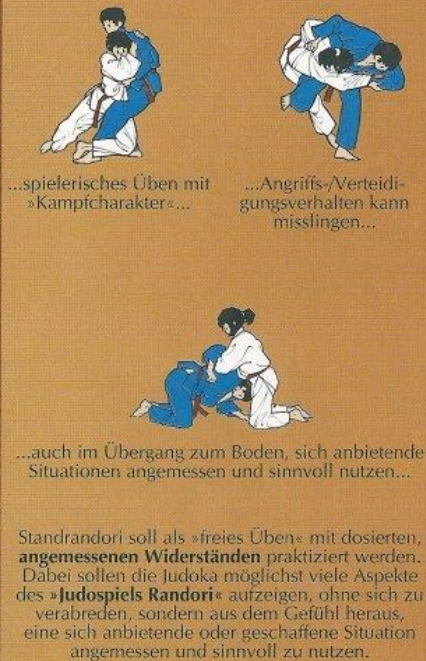 ...spielerisches Üben mit
»Kampfcharakter«...
...Angriffs-/Verteidi-
gungsverhalten kann
misslingen...
...auch im Übergang zum Boden, sich anbietende
Situationen angemessen und sinnvoll nutzen...
Standrandori soll als »freies Üben« mit dosierten,
angemessenen Widerständen praktiziert werden.
Dabei sollen die Judoka möglichst viele Aspekte
des »Judospiels Randori« aufzeigen, ohne sich zu
verabreden, sondern aus dem Gefühl heraus,
eine sich anbietende oder geschaffene Situation
angemessen und sinnvoll zu nutzen.